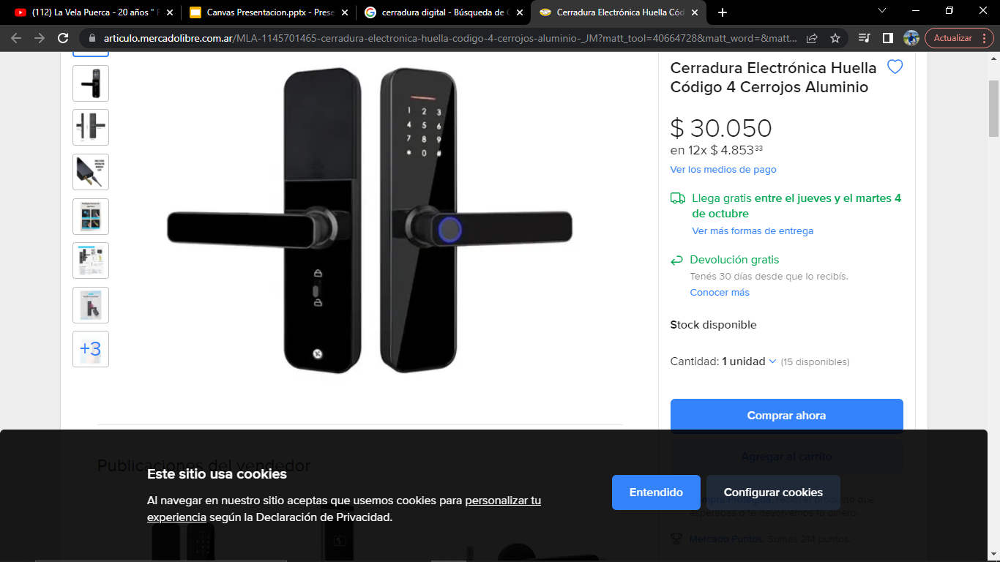 (112) La Vela Puerca - 20 años " F
Canvas Presentacion.pptx - Prese
cerradura digital - Búsqueda de G
Cerradura Electrónica Huella Cód
articulo.mercadolibre.com.ar/MLA-1145701465-cerradura-electronica-huella-codigo-4-cerrojos-aluminio-_JM?matt_tool=40664728&matt_word=&matt...
Actualizar
+3
1 2 3
4 5 6
7 8 9
* 0 #
Cerradura Electrónica Huella
Código 4 Cerrojos Aluminio
$ 30.050
en 12x $ 4.853³³
Ver los medios de pago
Llega gratis entre el jueves y el martes 4
de octubre
Ver más formas de entrega
Devolución gratis
Tenés 30 días desde que lo recibís.
Conocer más
Stock disponible
Cantidad: 1 unidad (15 disponibles)
Comprar ahora
Agregar al carrito
Publicaciones del vendedor
Este sitio usa cookies
Al navegar en nuestro sitio aceptas que usemos cookies para personalizar tu
experiencia según la Declaración de Privacidad.
Entendido
Configurar cookies
Compra Protegida, recibí el producto que
esperabas o te devolvemos tu dinero.
Mercado Puntos. Sumás 214 puntos.